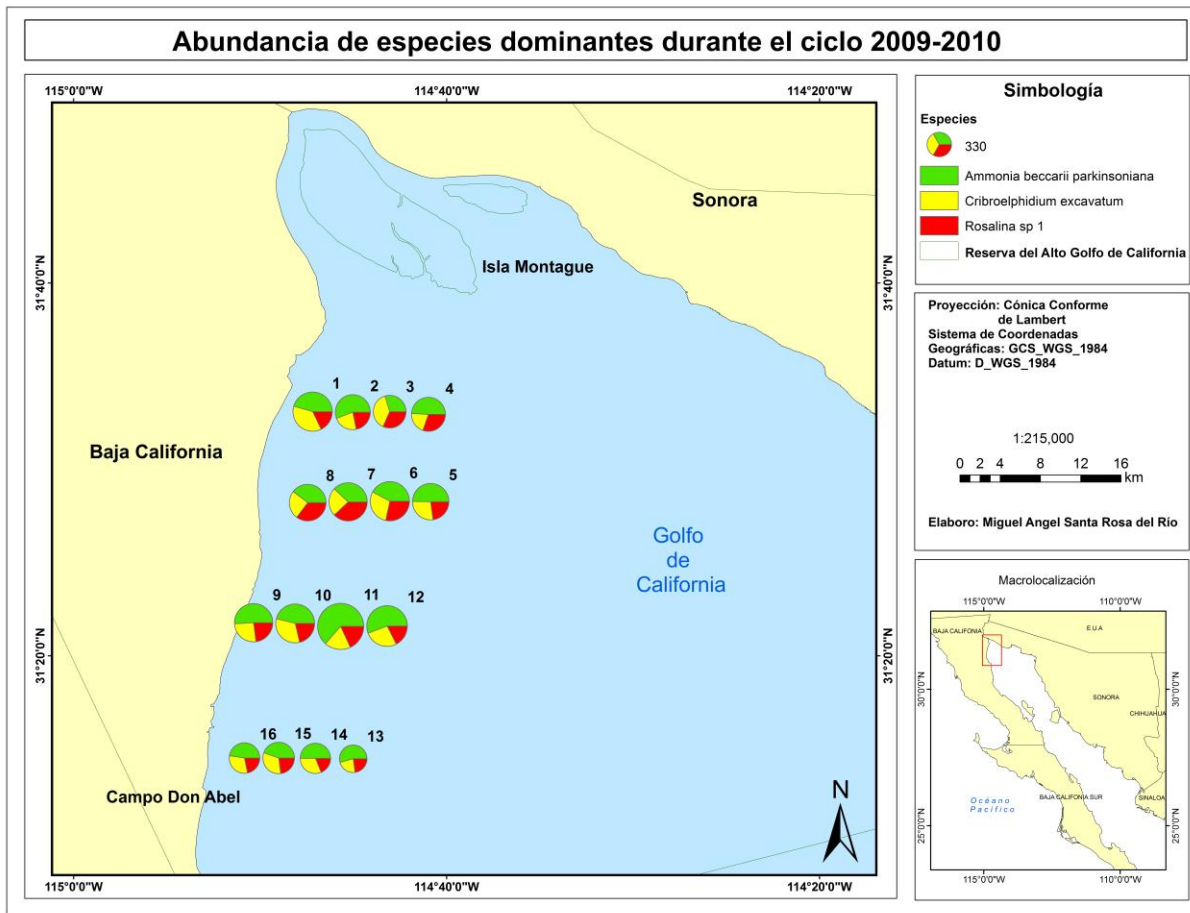 Abundancia de especies dominantes durante el ciclo 2009-2010
115°0'0"W
114°40'0"W
114°20'0"W
31°40'0"N
31°40'0"N
31°20'0"N
31°20'0"N
Sonora
Isla Montague
Baja California
1
2
3
4
8
7
6
5
9
10
11
12
16
15
14
13
Golfo
de
California
Campo Don Abel
N
115°0'0"W
114°40'0"W
114°20'0"W
Simbología
Especies
330
Ammonia beccarii parkinsoniana
Cribroelphidium excavatum
Rosalina sp 1
Reserva del Alto Golfo de California
Proyección: Cónica Conforme
de Lambert
Sistema de Coordenadas
Geográficas: GCS_WGS_1984
Datum: D_WGS_1984
1:215,000
0 2 4 8 12 16
km
Elaboro: Miguel Angel Santa Rosa del Río
Macrolocalización
115°0'0"W
110°0'0"W
BAJA CALIFONIA
E.U.A
30°0'0"N
30°0'0"N
SONORA
CHIHUAHUA
Océano
Pacífico
BAJA CALIFONIA SUR
SINALOA
25°0'0"N
25°0'0"N
115°0'0"W
110°0'0"W